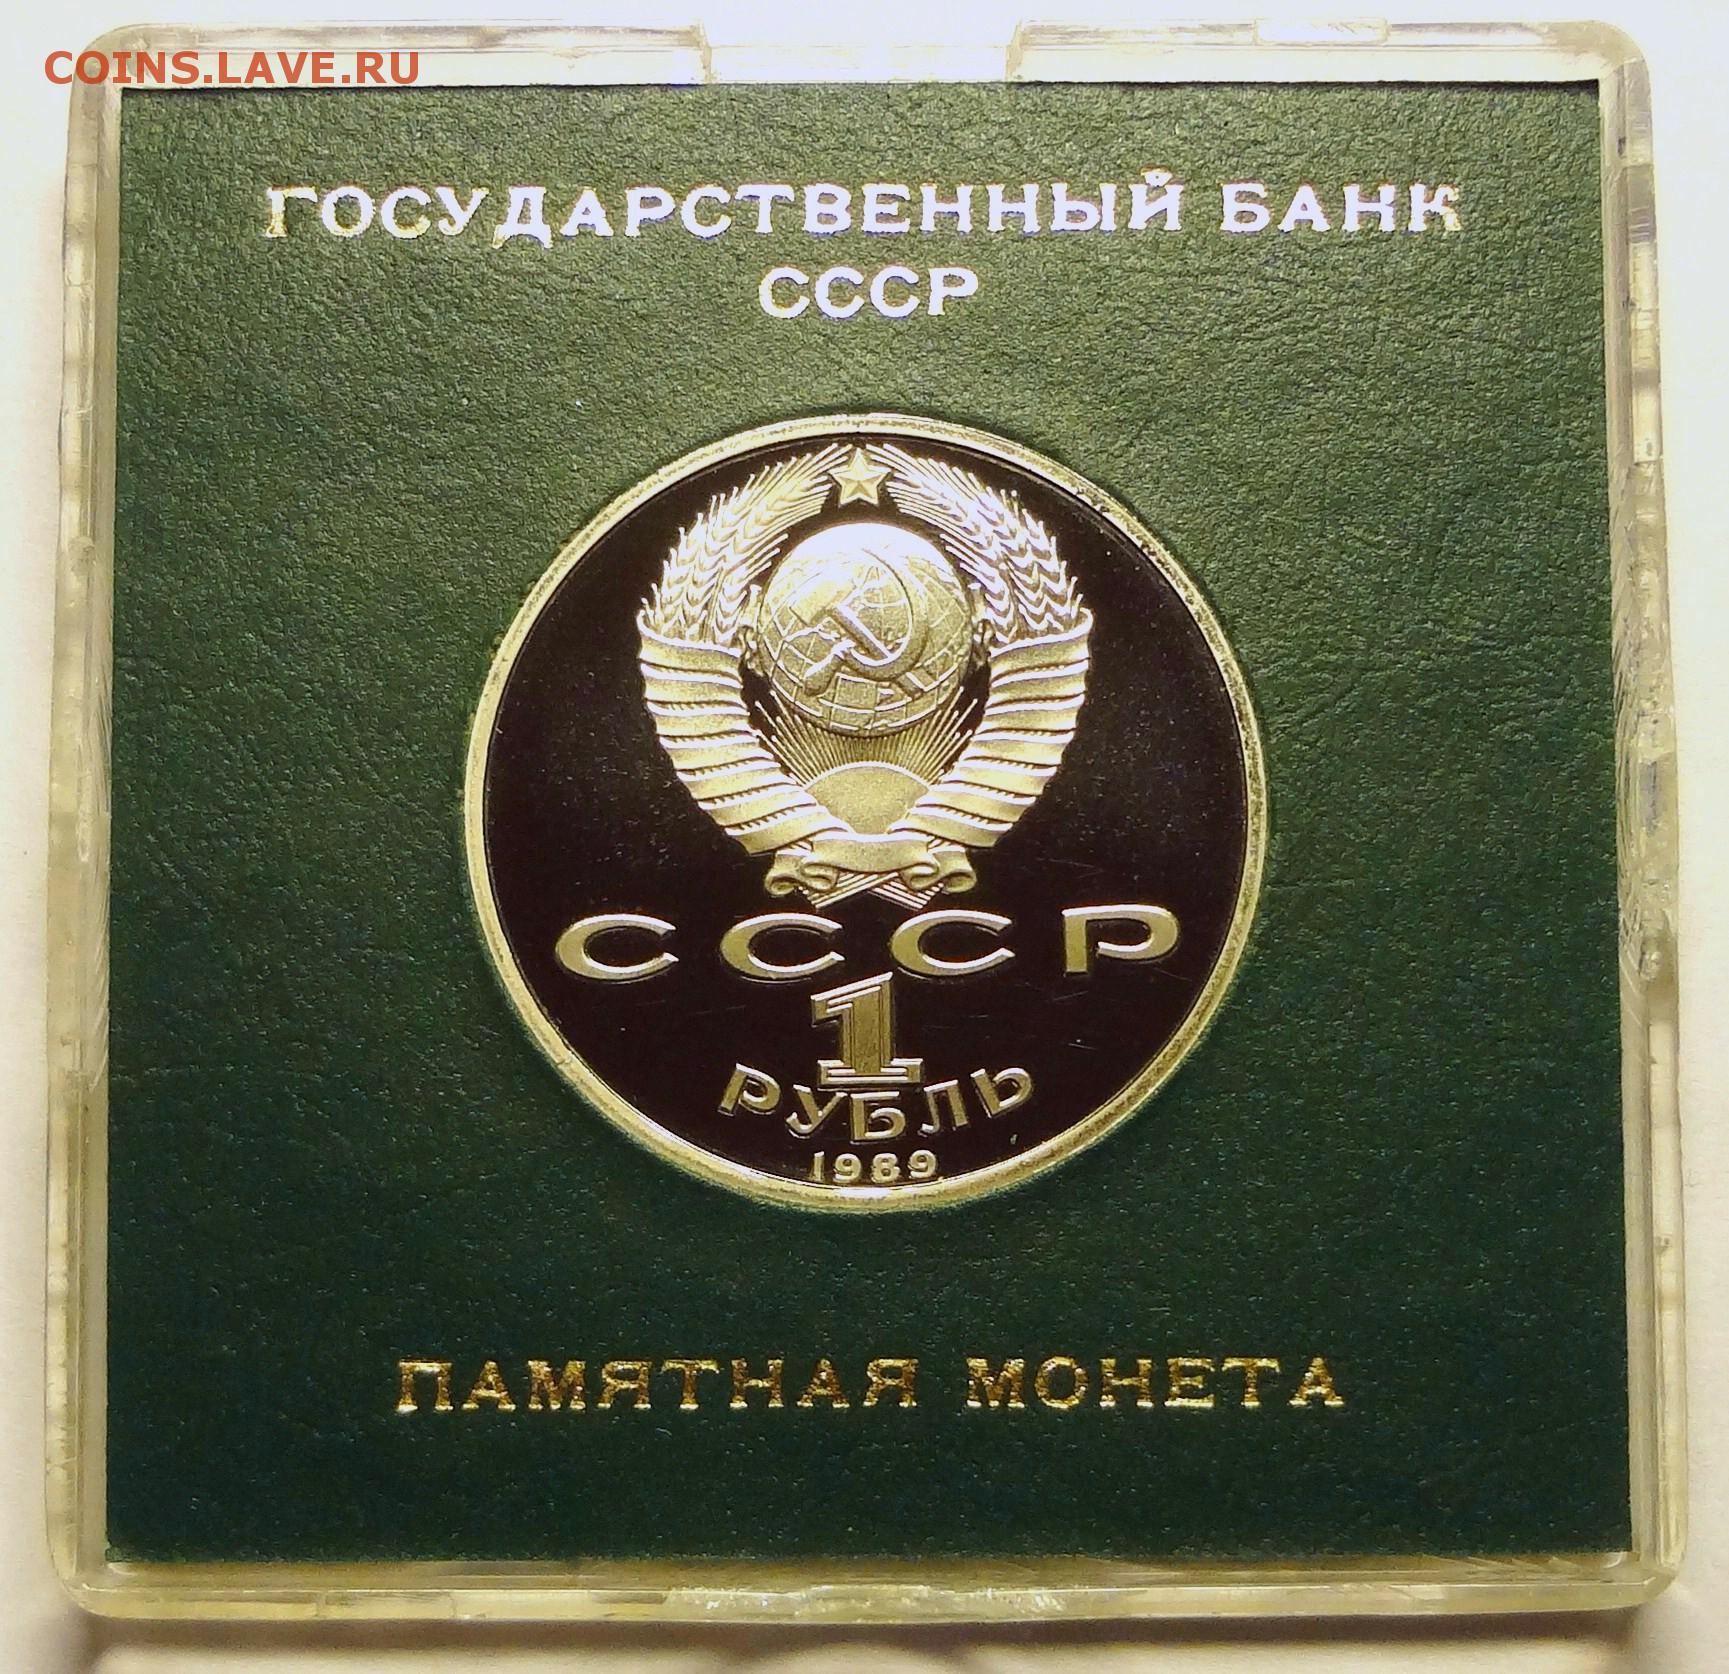 COINS.LAVE.RU
ГОСУДАРСТВЕННЫЙ БАНК
СССР
СССР
1
РУБЛЬ
1989
ПАМЯТНАЯ МОНЕТА